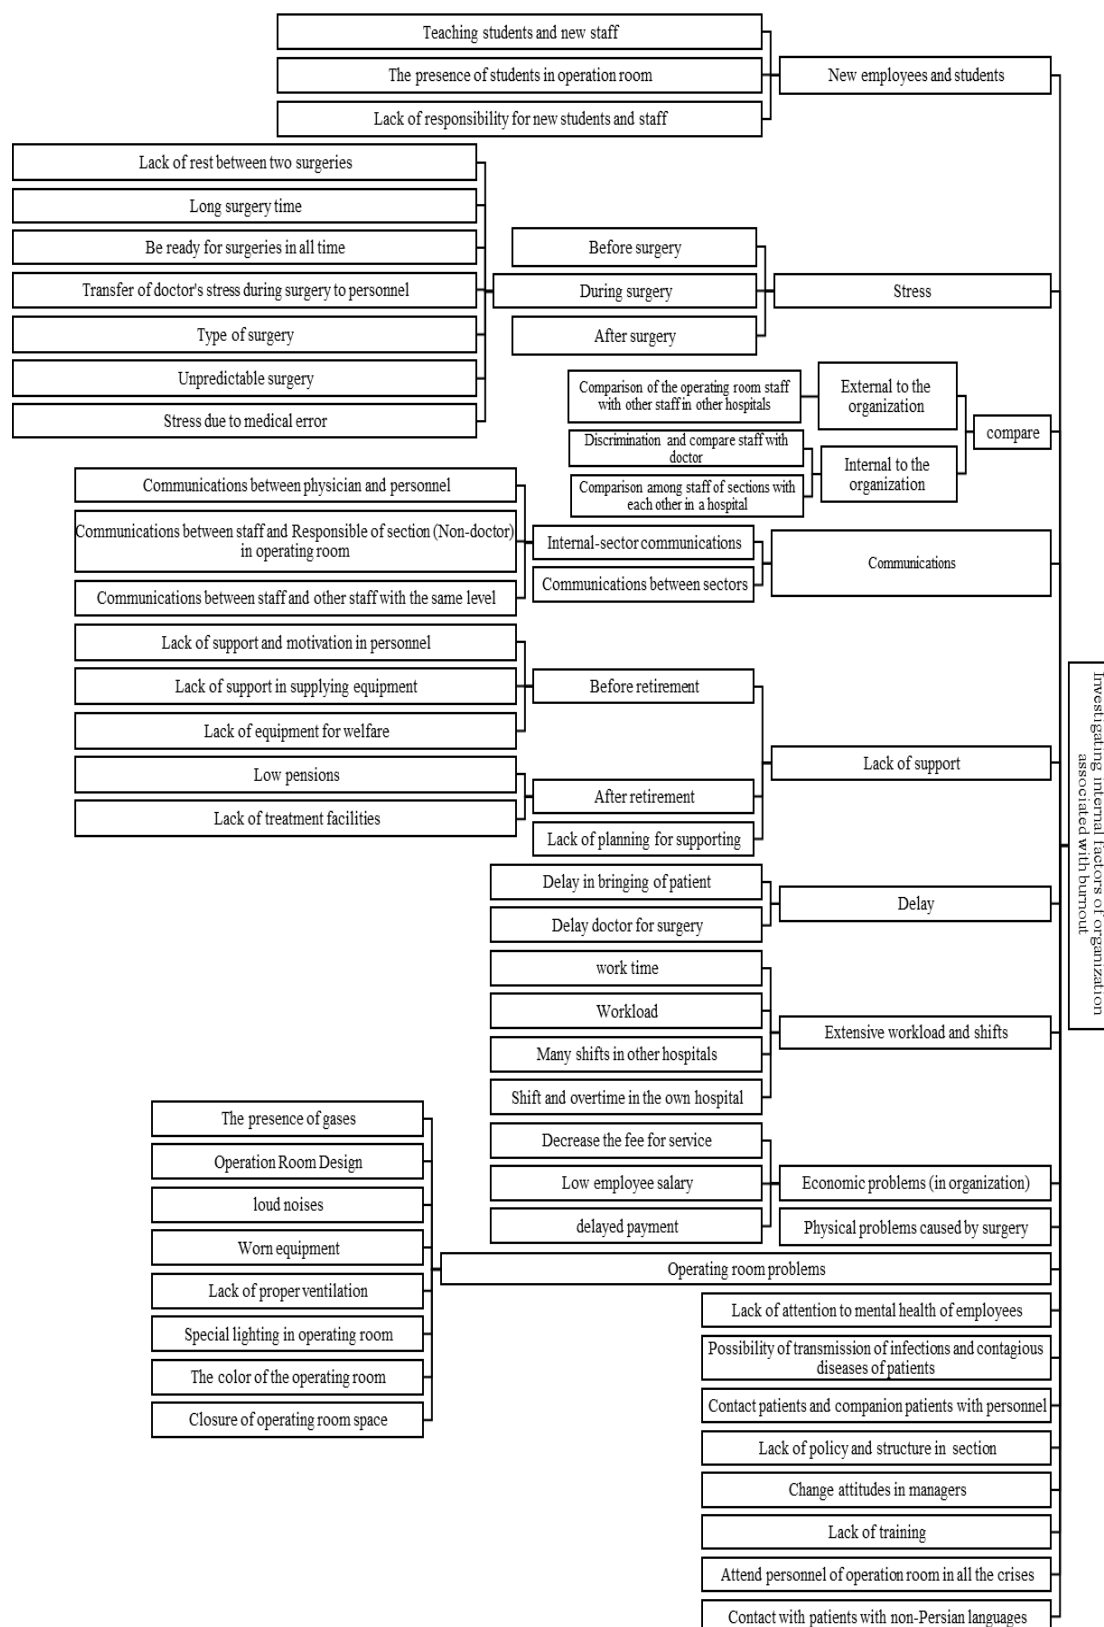 Teaching students and new staff
The presence of students in operation room
Lack of responsibility for new students and staff
New employees and students
Lack of rest between two surgeries
Long surgery time
Be ready for surgeries in all time
Transfer of doctor's stress during surgery to personnel
Type of surgery
Unpredictable surgery
Stress due to medical error
Before surgery
During surgery
After surgery
Stress
Comparison of the operating room staff
with other staff in other hospitals
Discrimination and compare staff with
doctor
Comparison among staff of sections with
each other in a hospital
External to the
organization
Internal to the
organization
compare
Communications between physician and personnel
Communications between staff and Responsible of section (Non-doctor)
in operating room
Communications between staff and other staff with the same level
Internal-sector communications
Communications between sectors
Communications
Lack of support and motivation in personnel
Lack of support in supplying equipment
Lack of equipment for welfare
Low pensions
Lack of treatment facilities
Before retirement
After retirement
Lack of planning for supporting
Lack of support
Delay in bringing of patient
Delay doctor for surgery
Delay
work time
Workload
Many shifts in other hospitals
Shift and overtime in the own hospital
Extensive workload and shifts
Decrease the fee for service
Low employee salary
delayed payment
Economic problems (in organization)
Physical problems caused by surgery
The presence of gases
Operation Room Design
loud noises
Worn equipment
Lack of proper ventilation
Special lighting in operating room
The color of the operating room
Closure of operating room space
Operating room problems
Lack of attention to mental health of employees
Possibility of transmission of infections and contagious
diseases of patients
Contact patients and companion patients with personnel
Lack of policy and structure in section
Change attitudes in managers
Lack of training
Attend personnel of operation room in all the crises
Contact with patients with non-Persian languages
Investigating internal factors of organization
associated with burnout